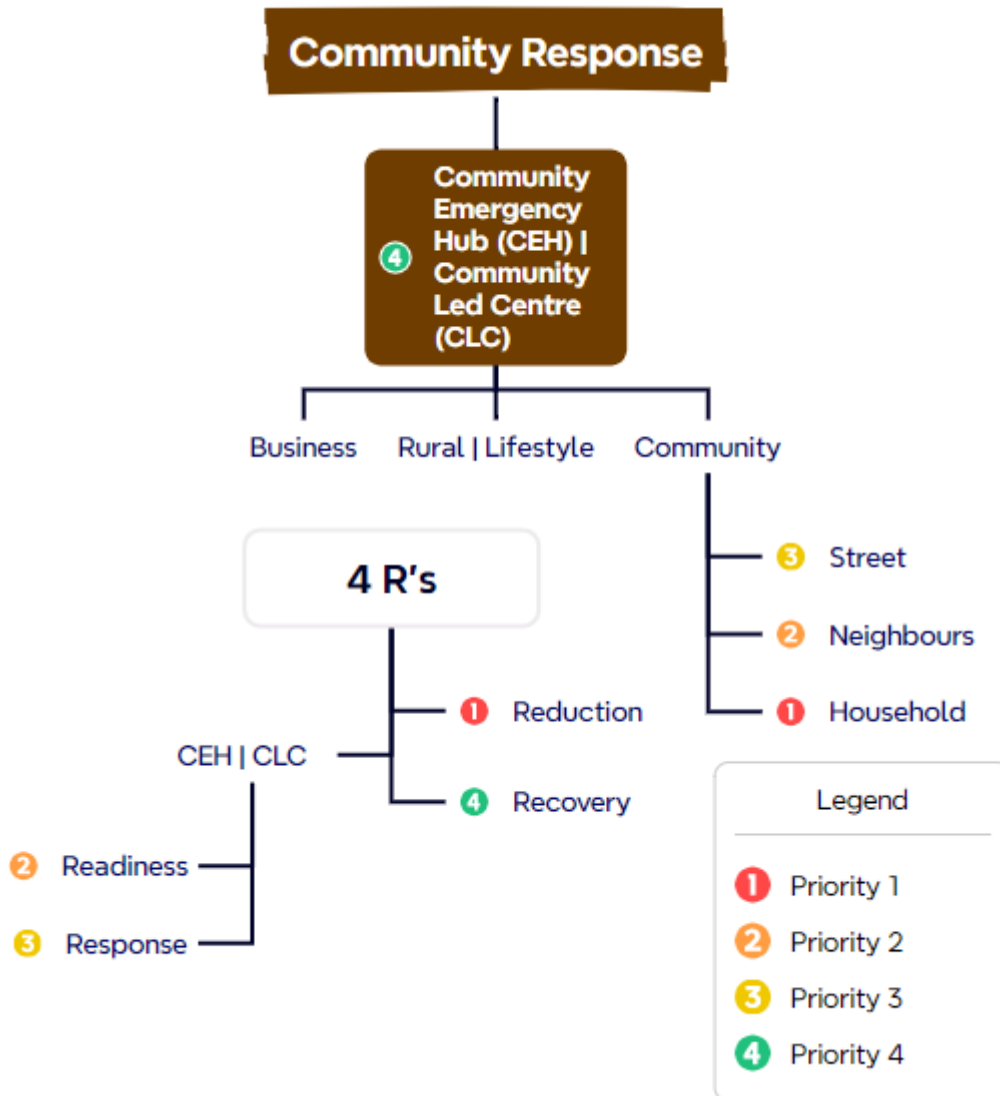 Community Response
4
Community
Emergency
Hub (CEH) |
Community
Led Centre
(CLC)
Business
Rural | Lifestyle
Community
3 Street
2 Neighbours
1 Household
4 R's
1 Reduction
CEH | CLC
4 Recovery
2 Readiness
3 Response
Legend
1 Priority 1
2 Priority 2
3 Priority 3
4 Priority 4